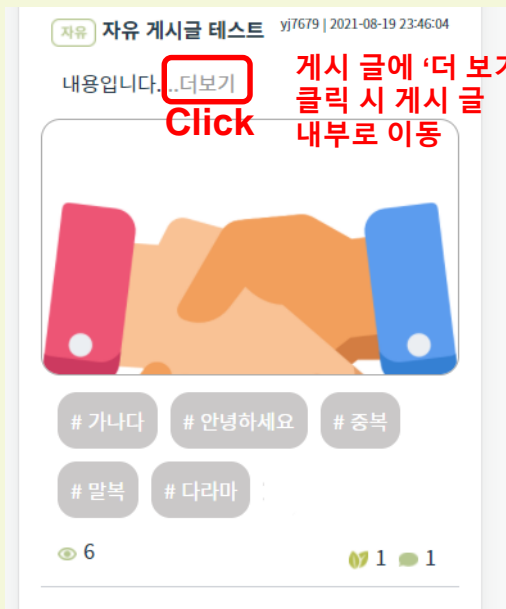 자유 자유 게시글 테스트 yj7679 | 2021-08-19 23:46:04
내용입니다....더보기
Click
게시 글에 ‘더 보기
클릭 시 게시 글
내부로 이동
# 가나다 # 안녕하세요 # 중복
# 말복 # 다라마
6 1 1